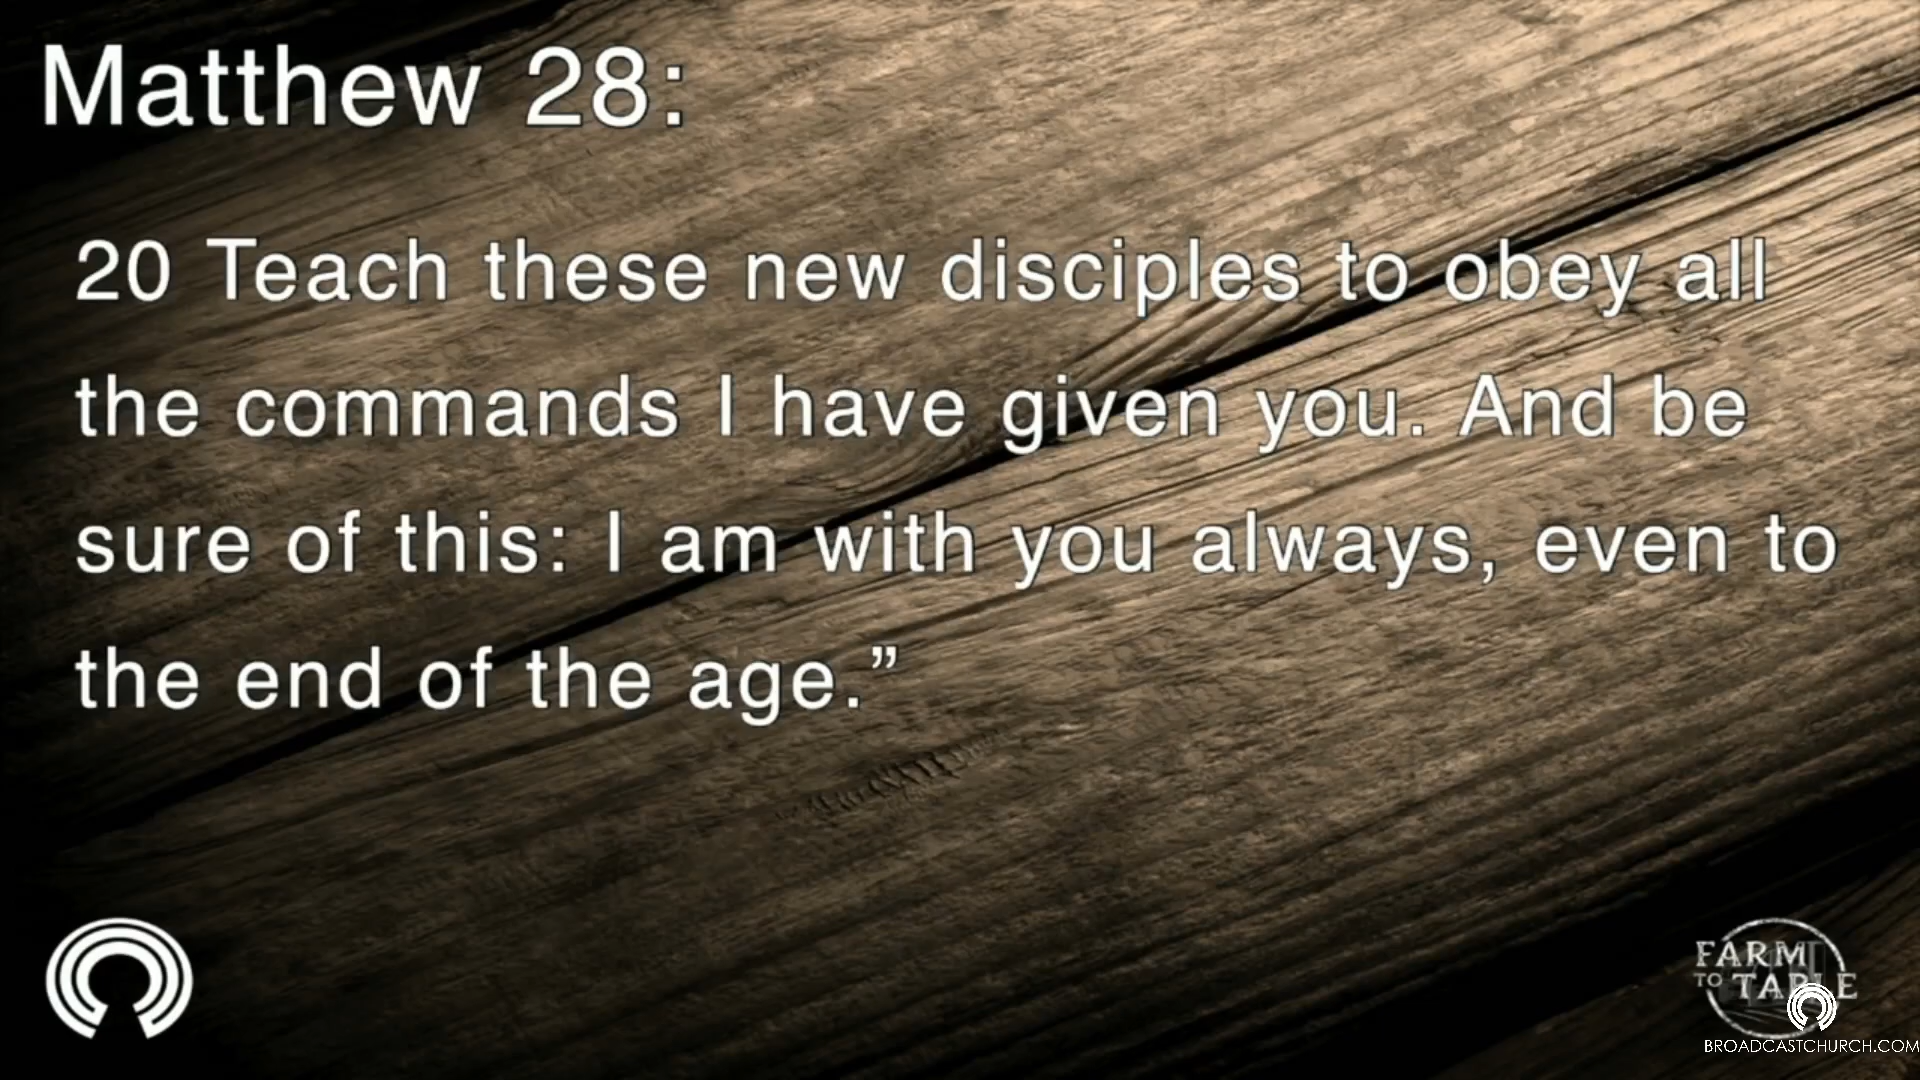 Matthew 28:
20 Teach these new disciples to obey all
the commands I have given you. And be
sure of this: I am with you always, even to
the end of the age.”
FARM
TO TABLE
BROADCASTCHURCH.COM